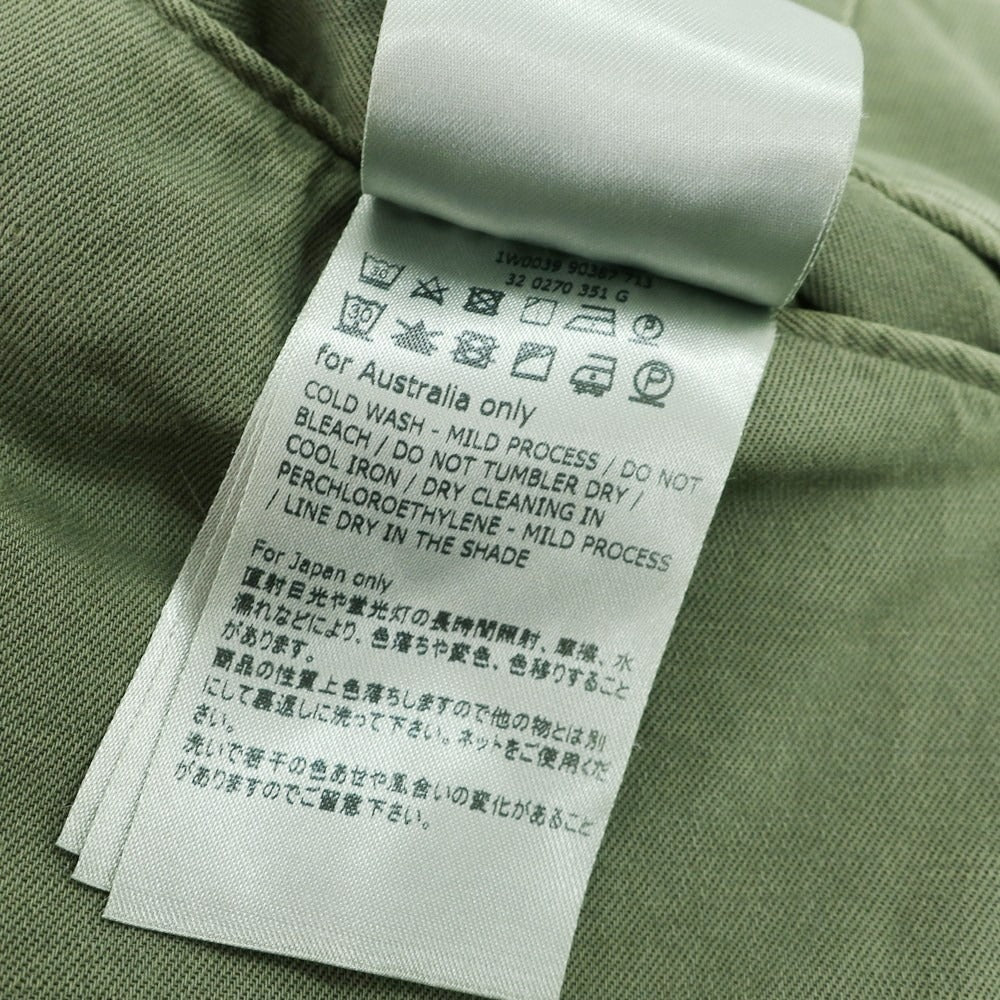 1W0039 90367 713
32 0270 351 G
30
30
P
P
for Australia only
COLD WASH - MILD PROCESS / DO NOT
BLEACH / DO NOT TUMBLER DRY /
COOL IRON / DRY CLEANING IN
PERCHLOROETHYLENE - MILD PROCESS
/ LINE DRY IN THE SHADE
For Japan only
直射日光や蛍光灯の長時間照射、摩擦、水
濡れなどにより、色落ちや変色、色移りすること
があります。
商品の性質上色落ちしますので他の物とは別
にして裏返しに洗って下さい。ネットをご使用くだ
さい。
洗いで若干の色あせや風合いの変化があること
がありますのでご留意下さい。